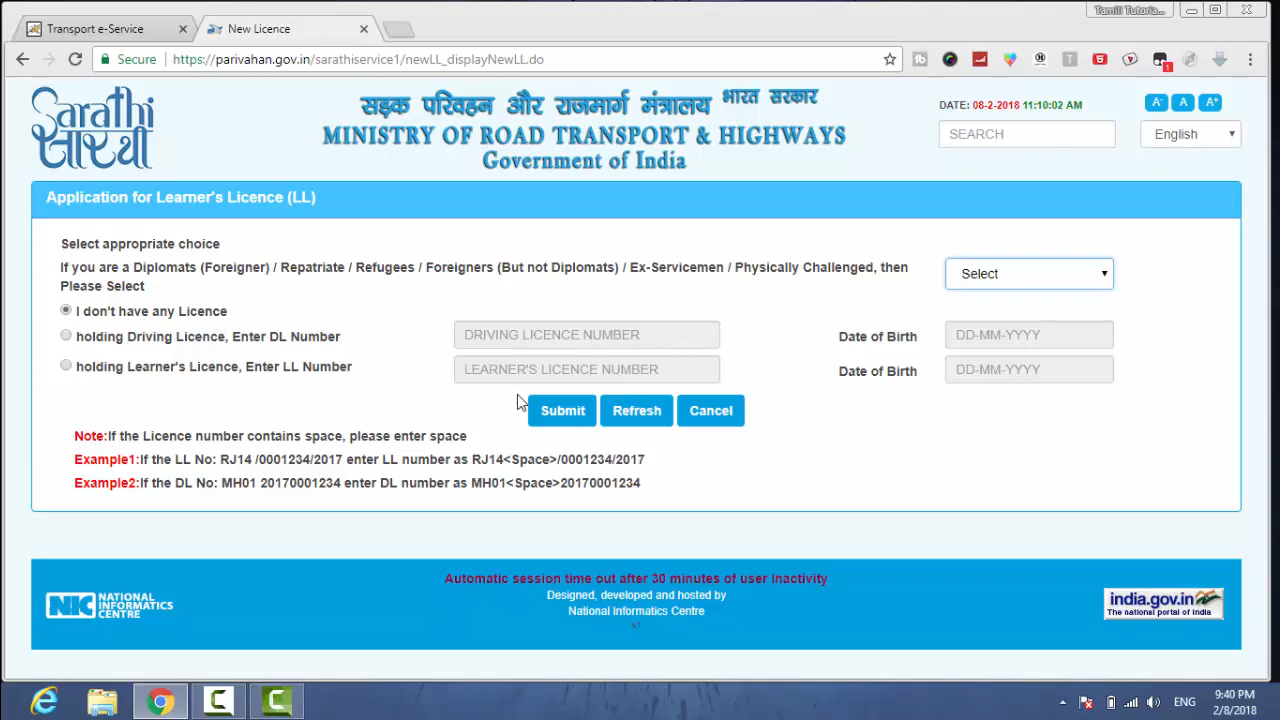 Tamill Tutoria...
Transport e-Service
New Licence
Secure https://parivahan.gov.in/sarathiservice1/newLL_displayNewLL.do
Sarathi
सारथी
सड़क परिवहन और राजमार्ग मंत्रालय भारत सरकार
MINISTRY OF ROAD TRANSPORT & HIGHWAYS
Government of India
DATE: 08-2-2018 11:10:02 AM
A- A A+
SEARCH
English
Application for Learner's Licence (LL)
Select appropriate choice
If you are a Diplomats (Foreigner) / Repatriate / Refugees / Foreigners (But not Diplomats) / Ex-Servicemen / Physically Challenged, then
Please Select
Select
I don't have any Licence
holding Driving Licence, Enter DL Number DRIVING LICENCE NUMBER Date of Birth DD-MM-YYYY
holding Learner's Licence, Enter LL Number LEARNER'S LICENCE NUMBER Date of Birth DD-MM-YYYY
Submit Refresh Cancel
Note:If the Licence number contains space, please enter space
Example1:If the LL No: RJ14 /0001234/2017 enter LL number as RJ14<Space>/0001234/2017
Example2:If the DL No: MH01 20170001234 enter DL number as MH01<Space>20170001234
Automatic session time out after 30 minutes of user Inactivity
Designed, developed and hosted by
National Informatics Centre
s1
NIC NATIONAL
INFORMATICS
CENTRE
india.gov.in
The national portal of India
ENG
9:40 PM
2/8/2018